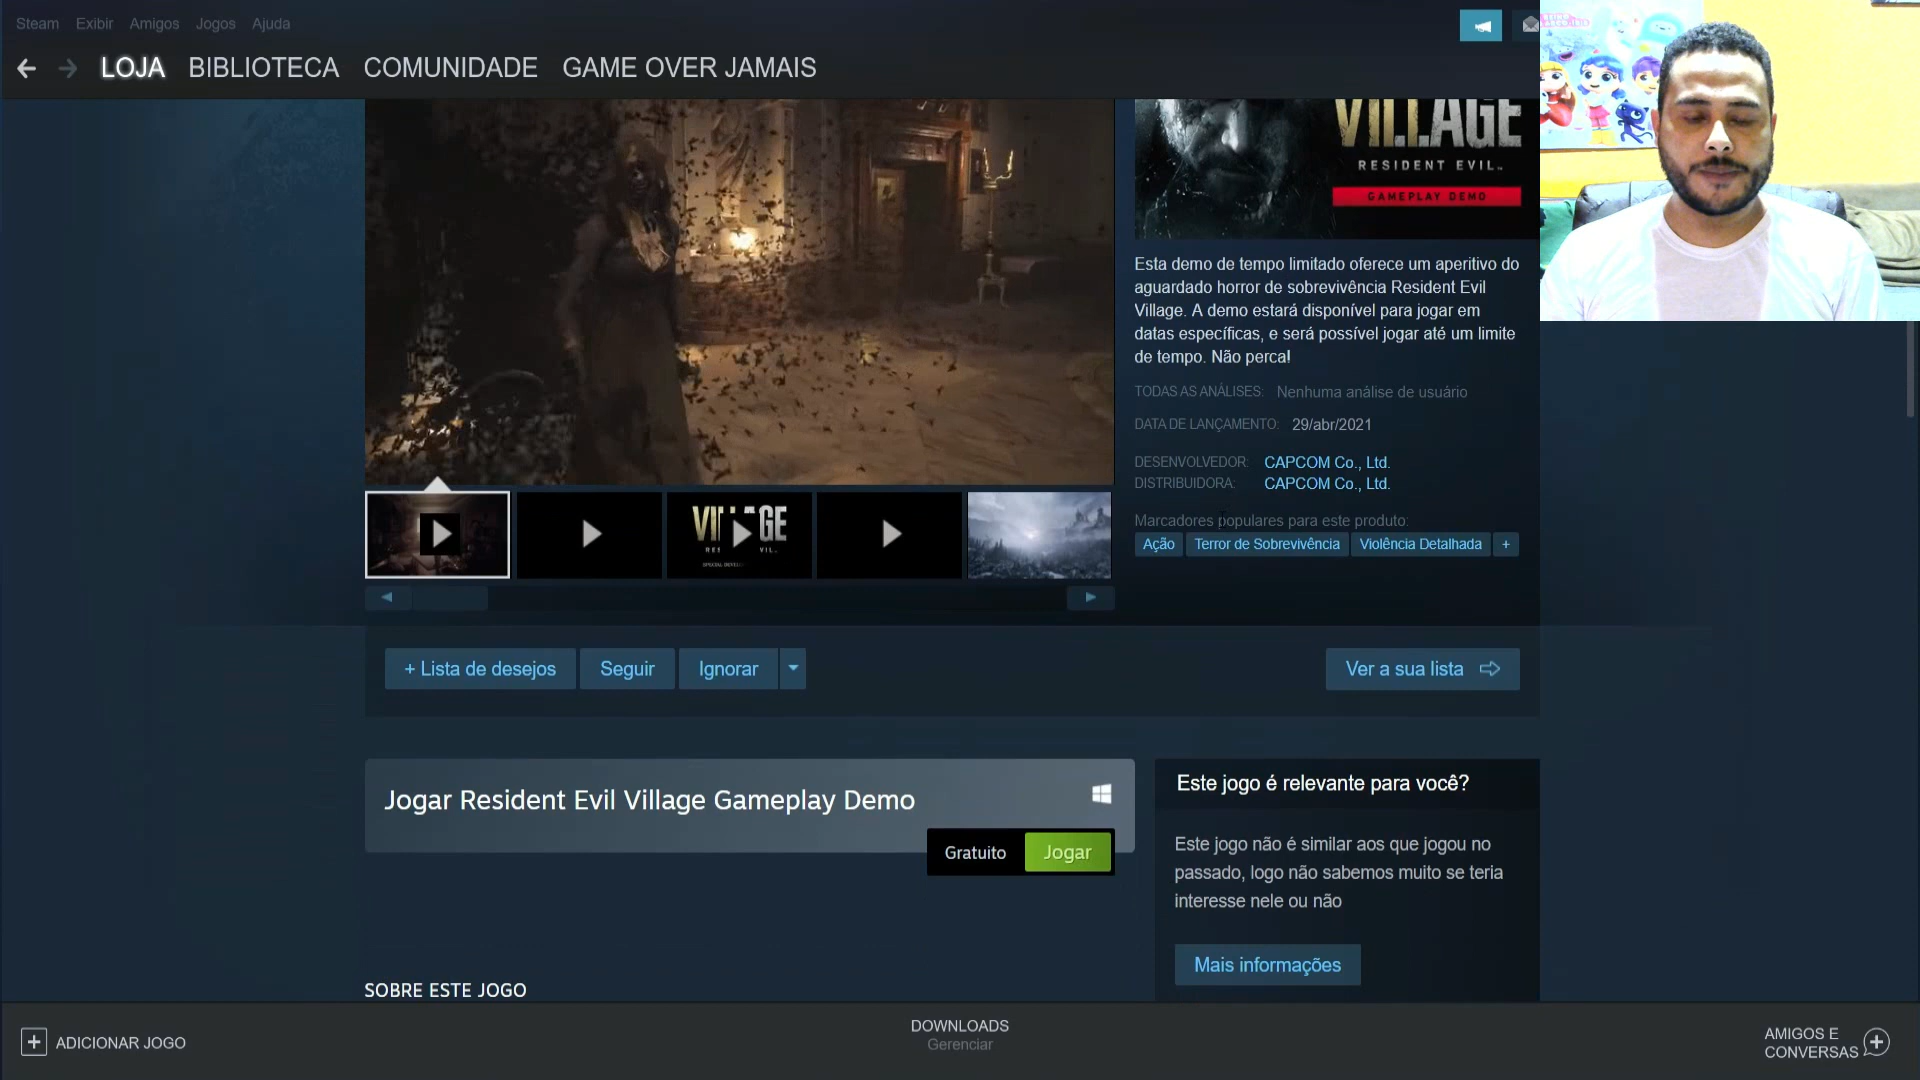 Steam Exibir Amigos Jogos Ajuda
LOJA BIBLIOTECA COMUNIDADE GAME OVER JAMAIS
VILLAGE
RESIDENT EVIL
GAMEPLAY DEMO
Esta demo de tempo limitado oferece um aperitivo do
aguardado horror de sobrevivência Resident Evil
Village. A demo estará disponível para jogar em
datas específicas, e será possível jogar até um limite
de tempo. Não perca!
TODAS AS ANÁLISES: Nenhuma análise de usuário
DATA DE LANÇAMENTO: 29/abr/2021
DESENVOLVEDOR: CAPCOM Co., Ltd.
DISTRIBUIDORA: CAPCOM Co., Ltd.
Marcadores populares para este produto:
Ação Terror de Sobrevivência Violência Detalhada +
+ Lista de desejos Seguir Ignorar Ver a sua lista
Jogar Resident Evil Village Gameplay Demo
Gratuito Jogar
Este jogo é relevante para você?
Este jogo não é similar aos que jogou no
passado, logo não sabemos muito se teria
interesse nele ou não
Mais informações
SOBRE ESTE JOGO
ADICIONAR JOGO
DOWNLOADS
Gerenciar
AMIGOS E
CONVERSAS